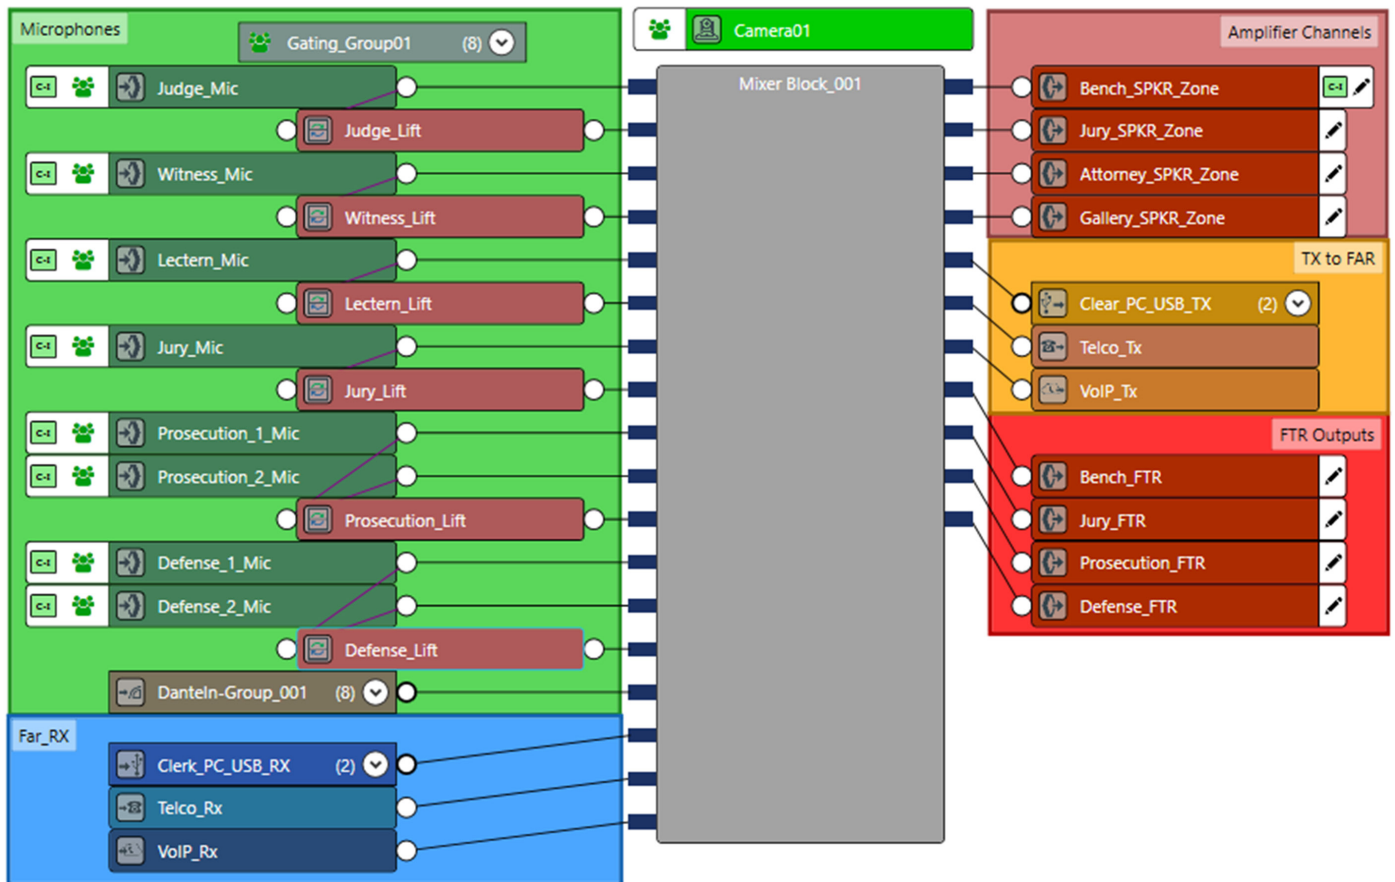 Microphones
Gating_Group01 (8)
C-I Judge_Mic
Judge_Lift
C-I Witness_Mic
Witness_Lift
C-I Lectern_Mic
Lectern_Lift
C-I Jury_Mic
Jury_Lift
C-I Prosecution_1_Mic
C-I Prosecution_2_Mic
Prosecution_Lift
C-I Defense_1_Mic
C-I Defense_2_Mic
Defense_Lift
DanteIn-Group_001 (8)
Far_RX
Clerk_PC_USB_RX (2)
Telco_Rx
VoIP_Rx
Camera01
Mixer Block_001
Amplifier Channels
Bench_SPKR_Zone C-I
Jury_SPKR_Zone
Attorney_SPKR_Zone
Gallery_SPKR_Zone
TX to FAR
Clear_PC_USB_TX (2)
Telco_Tx
VoIP_Tx
FTR Outputs
Bench_FTR
Jury_FTR
Prosecution_FTR
Defense_FTR